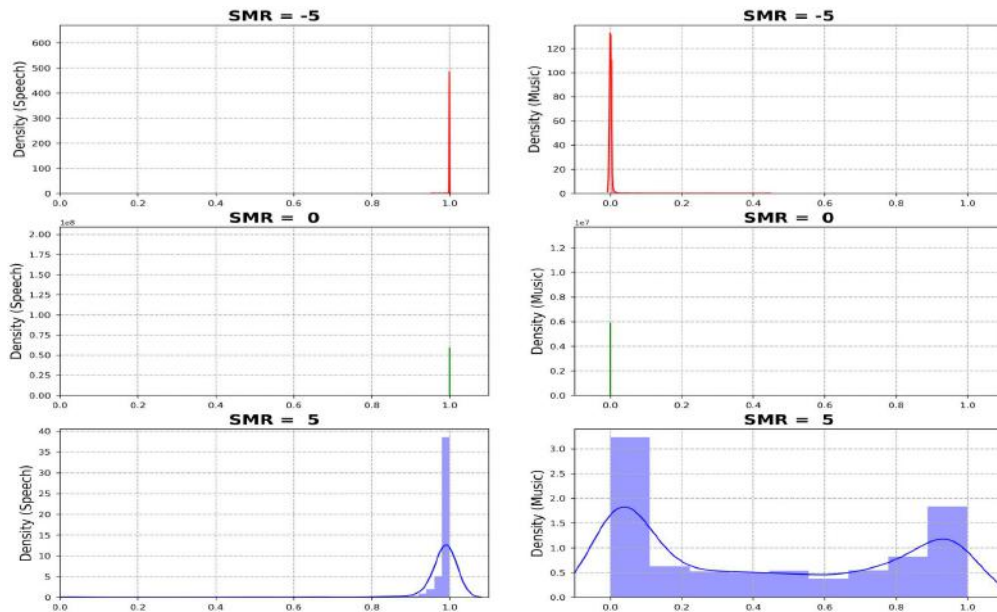 SMR = -5
Density (Speech)
600
500
400
300
200
100
0
0.0 0.2 0.4 0.6 0.8 1.0
SMR = -5
Density (Music)
120
100
80
60
40
20
0
0.0 0.2 0.4 0.6 0.8 1.0
SMR = 0
1e8
Density (Speech)
2.00
1.75
1.50
1.25
1.00
0.75
0.50
0.25
0.00
0.0 0.2 0.4 0.6 0.8 1.0
SMR = 0
1e7
Density (Music)
1.2
1.0
0.8
0.6
0.4
0.2
0.0
0.0 0.2 0.4 0.6 0.8 1.0
SMR = 5
Density (Speech)
40
35
30
25
20
15
10
5
0
0.0 0.2 0.4 0.6 0.8 1.0
SMR = 5
Density (Music)
3.0
2.5
2.0
1.5
1.0
0.5
0.0
0.0 0.2 0.4 0.6 0.8 1.0